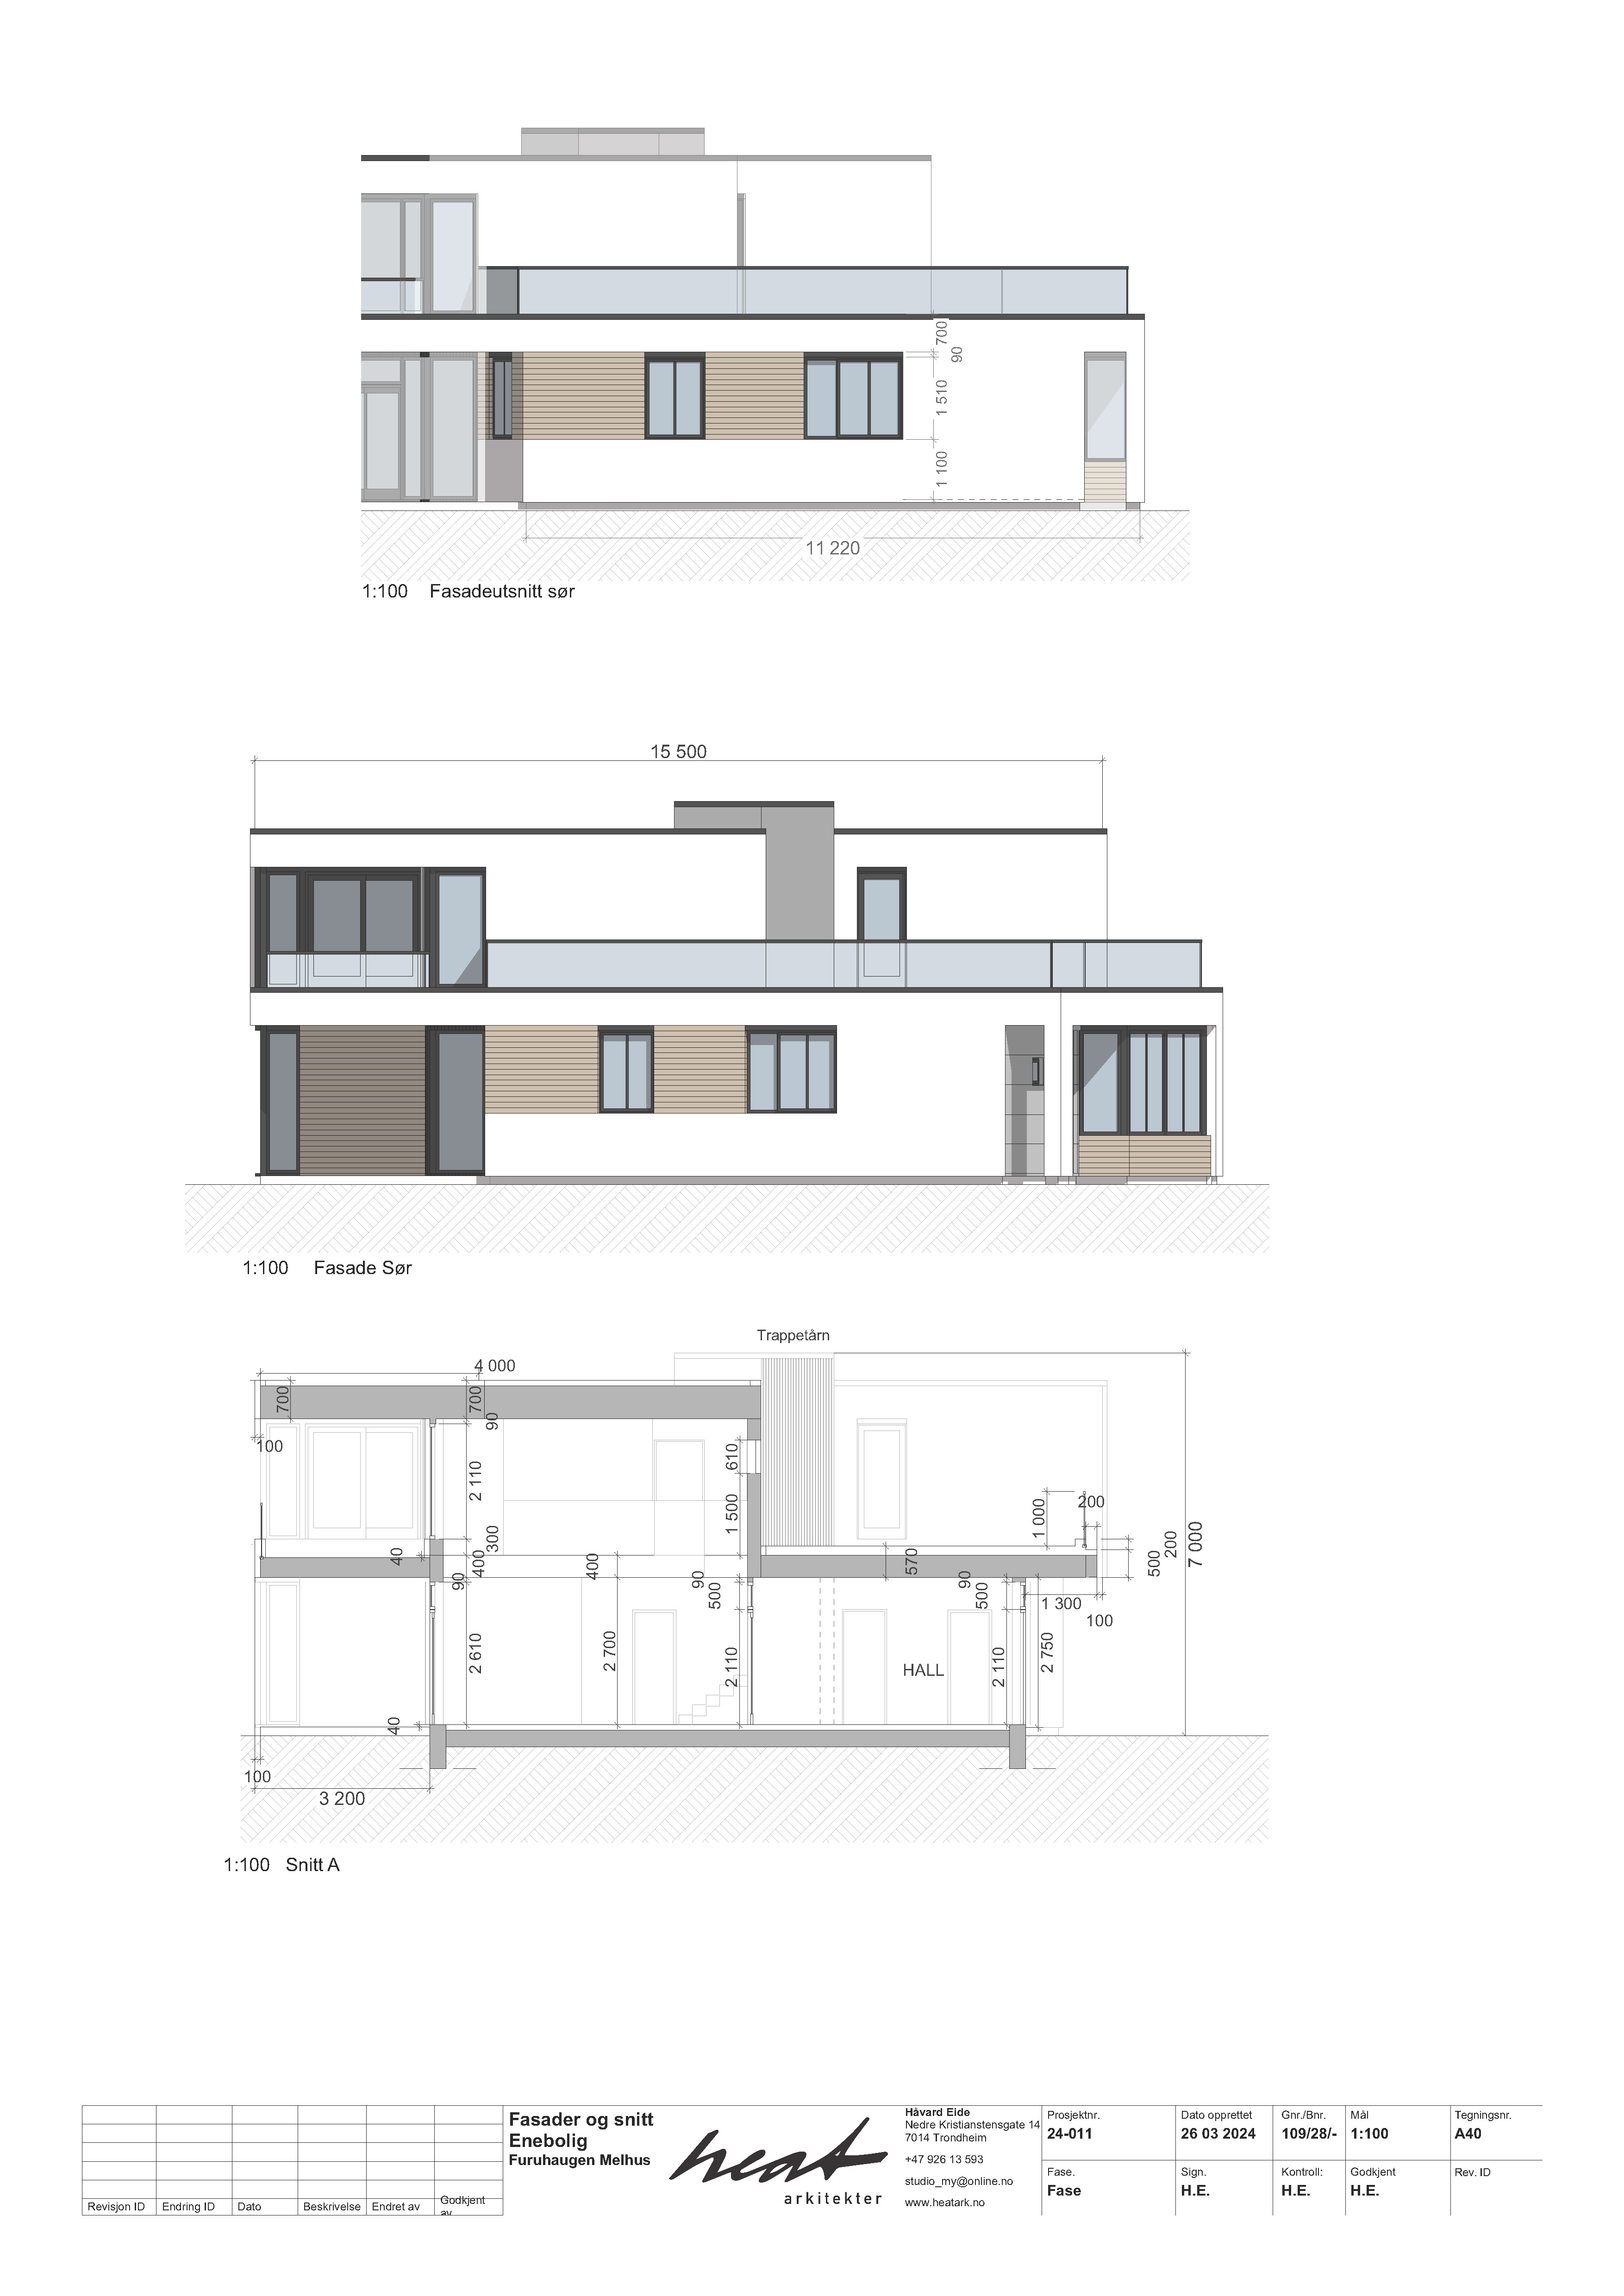 700
90
1 510
1 100
11 220
1:100 Fasadeutsnitt sør
15 500
1:100 Fasade Sør
Trappetårn
4 000
700
700
90
100
2 110
610
1 500
300
40
400
90
400
90
500
570
1 000
200
90
500
500
200
7 000
1 300
100
2 610
2 700
2 110
HALL
2 110
2 750
40
100
3 200
1:100 Snitt A
Revisjon ID Endring ID Dato Beskrivelse Endret av Godkjent av
Fasader og snitt
Enebolig
Furuhaugen Melhus
heat
arkitekter
Håvard Eide
Nedre Kristianstensgate 14
7014 Trondheim
+47 926 13 593
studio_my@online.no
www.heatark.no
Prosjektnr. Dato opprettet Gnr./Bnr. Mål Tegningsnr.
24-011 26 03 2024 109/28/- 1:100 A40
Fase. Sign. Kontroll: Godkjent Rev. ID
Fase H.E. H.E. H.E.